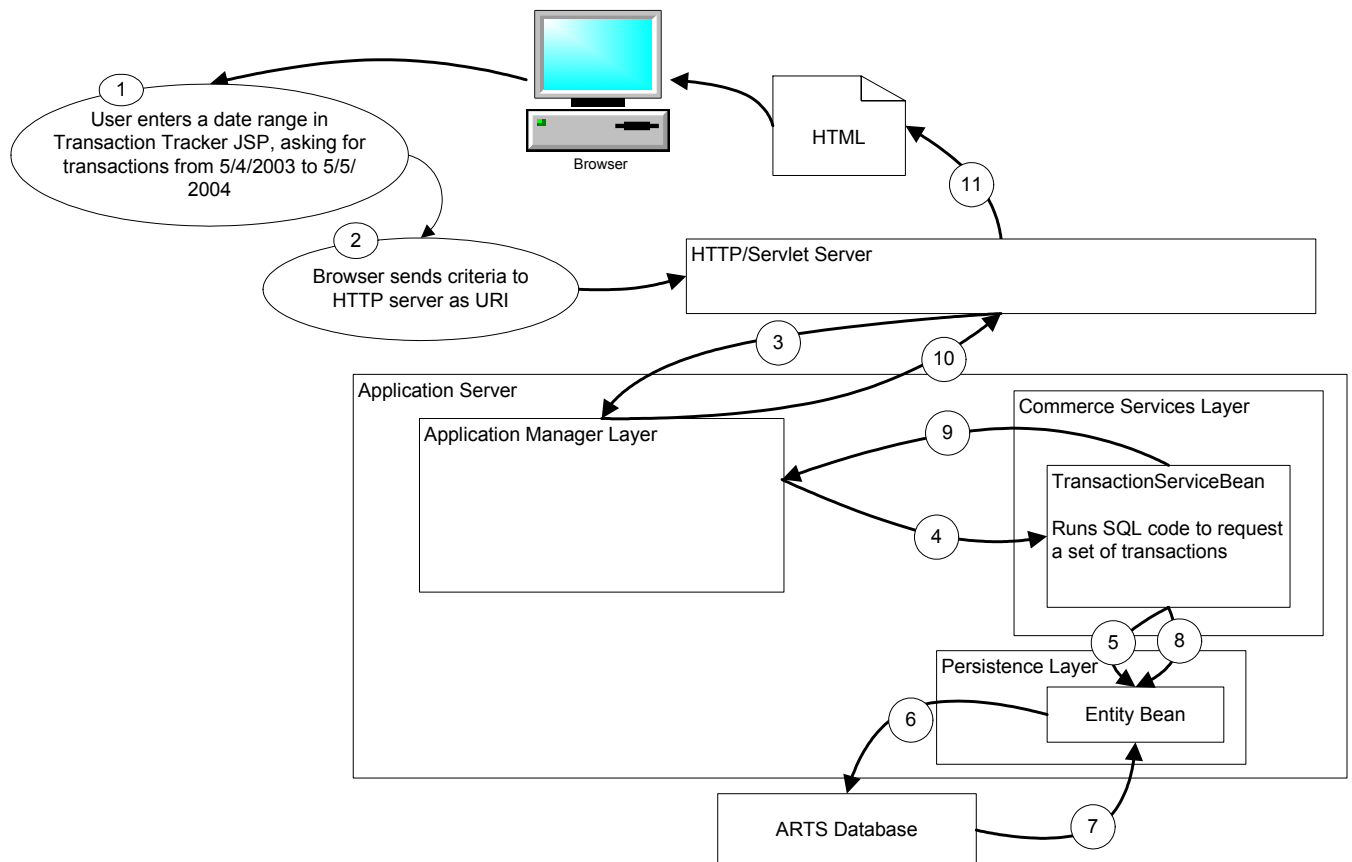 1
User enters a date range in
Transaction Tracker JSP, asking for
transactions from 5/4/2003 to 5/5/
2004
Browser
HTML
11
2
Browser sends criteria to
HTTP server as URI
HTTP/Servlet Server
3
10
Application Server
Application Manager Layer
Commerce Services Layer
9
TransactionServiceBean
Runs SQL code to request
a set of transactions
4
5
8
Persistence Layer
Entity Bean
6
ARTS Database
7